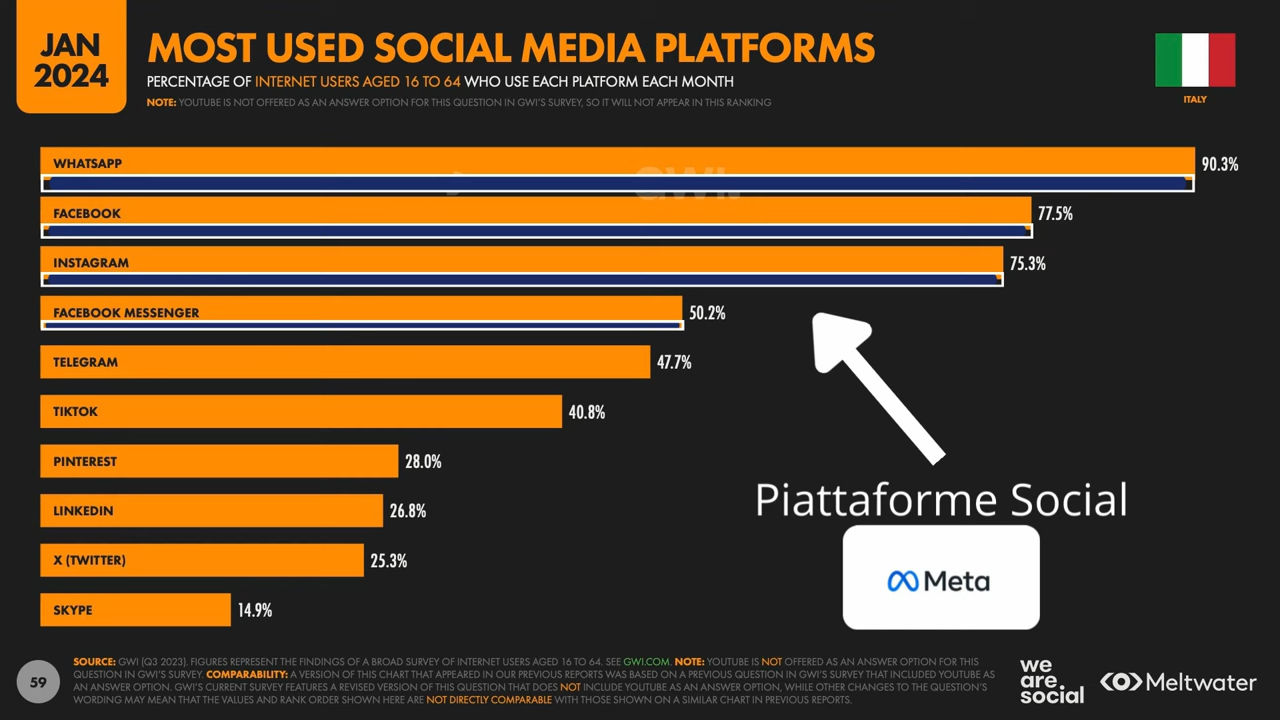 JAN
2024
MOST USED SOCIAL MEDIA PLATFORMS
PERCENTAGE OF INTERNET USERS AGED 16 TO 64 WHO USE EACH PLATFORM EACH MONTH
NOTE: YOUTUBE IS NOT OFFERED AS AN ANSWER OPTION FOR THIS QUESTION IN GWI'S SURVEY, SO IT WILL NOT APPEAR IN THIS RANKING
ITALY
WHATSAPP 90.3%
GWI.
FACEBOOK 77.5%
INSTAGRAM 75.3%
FACEBOOK MESSENGER 50.2%
TELEGRAM 47.7%
TIKTOK 40.8%
PINTEREST 28.0%
LINKEDIN 26.8%
X (TWITTER) 25.3%
SKYPE 14.9%
Piattaforme Social
Meta
59
SOURCE: GWI (Q3 2023). FIGURES REPRESENT THE FINDINGS OF A BROAD SURVEY OF INTERNET USERS AGED 16 TO 64. SEE GWI.COM. NOTE: YOUTUBE IS NOT OFFERED AS AN ANSWER OPTION FOR THIS
QUESTION IN GWI'S SURVEY. COMPARABILITY: A VERSION OF THIS CHART THAT APPEARED IN OUR PREVIOUS REPORTS WAS BASED ON A PREVIOUS QUESTION IN GWI'S SURVEY THAT INCLUDED YOUTUBE AS
AN ANSWER OPTION. GWI'S CURRENT SURVEY FEATURES A REVISED VERSION OF THIS QUESTION THAT DOES NOT INCLUDE YOUTUBE AS AN ANSWER OPTION, WHILE OTHER CHANGES TO THE QUESTION'S
WORDING MAY MEAN THAT THE VALUES AND RANK ORDER SHOWN HERE ARE NOT DIRECTLY COMPARABLE WITH THOSE SHOWN ON A SIMILAR CHART IN PREVIOUS REPORTS.
we
are
social
Meltwater